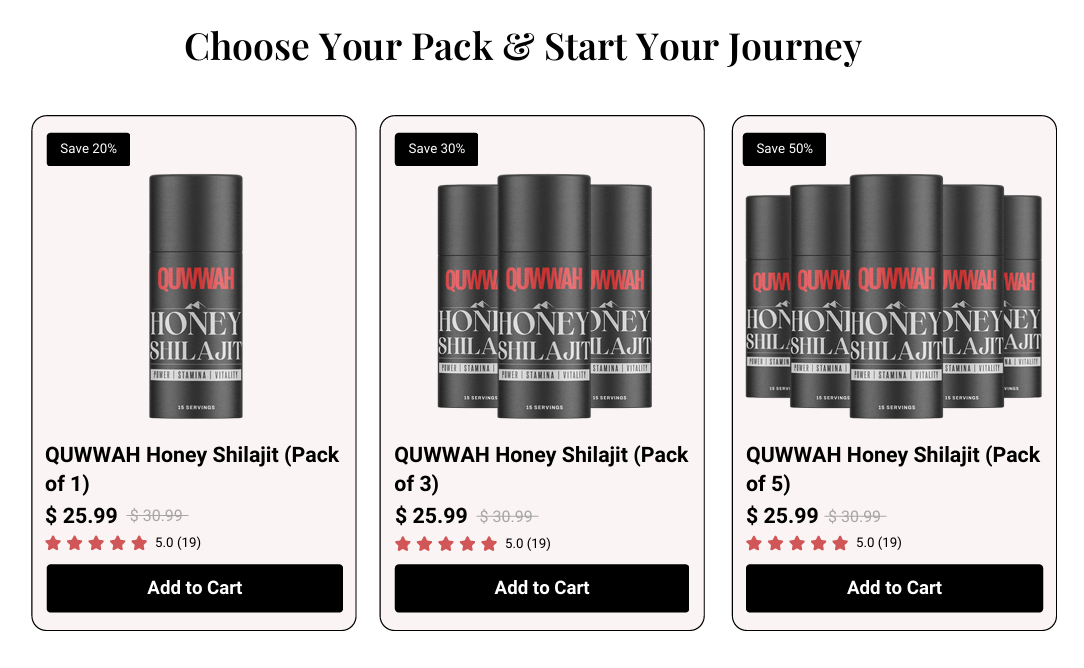 Choose Your Pack & Start Your Journey
Save 20%
QUWWAH
HONEY
SHILAJIT
POWER | STAMINA | VITALITY
15 SERVINGS
QUWWAH Honey Shilajit (Pack
of 1)
$ 25.99 $ 30.99
5.0 (19)
Add to Cart
Save 30%
QUWWAH
HONEY
SHILAJIT
POWER | STAMINA | VITALITY
15 SERVINGS
QUWWAH Honey Shilajit (Pack
of 3)
$ 25.99 $ 30.99
5.0 (19)
Add to Cart
Save 50%
QUWWAH
HONEY
SHILAJIT
POWER | STAMINA | VITALITY
15 SERVINGS
QUWWAH Honey Shilajit (Pack
of 5)
$ 25.99 $ 30.99
5.0 (19)
Add to Cart